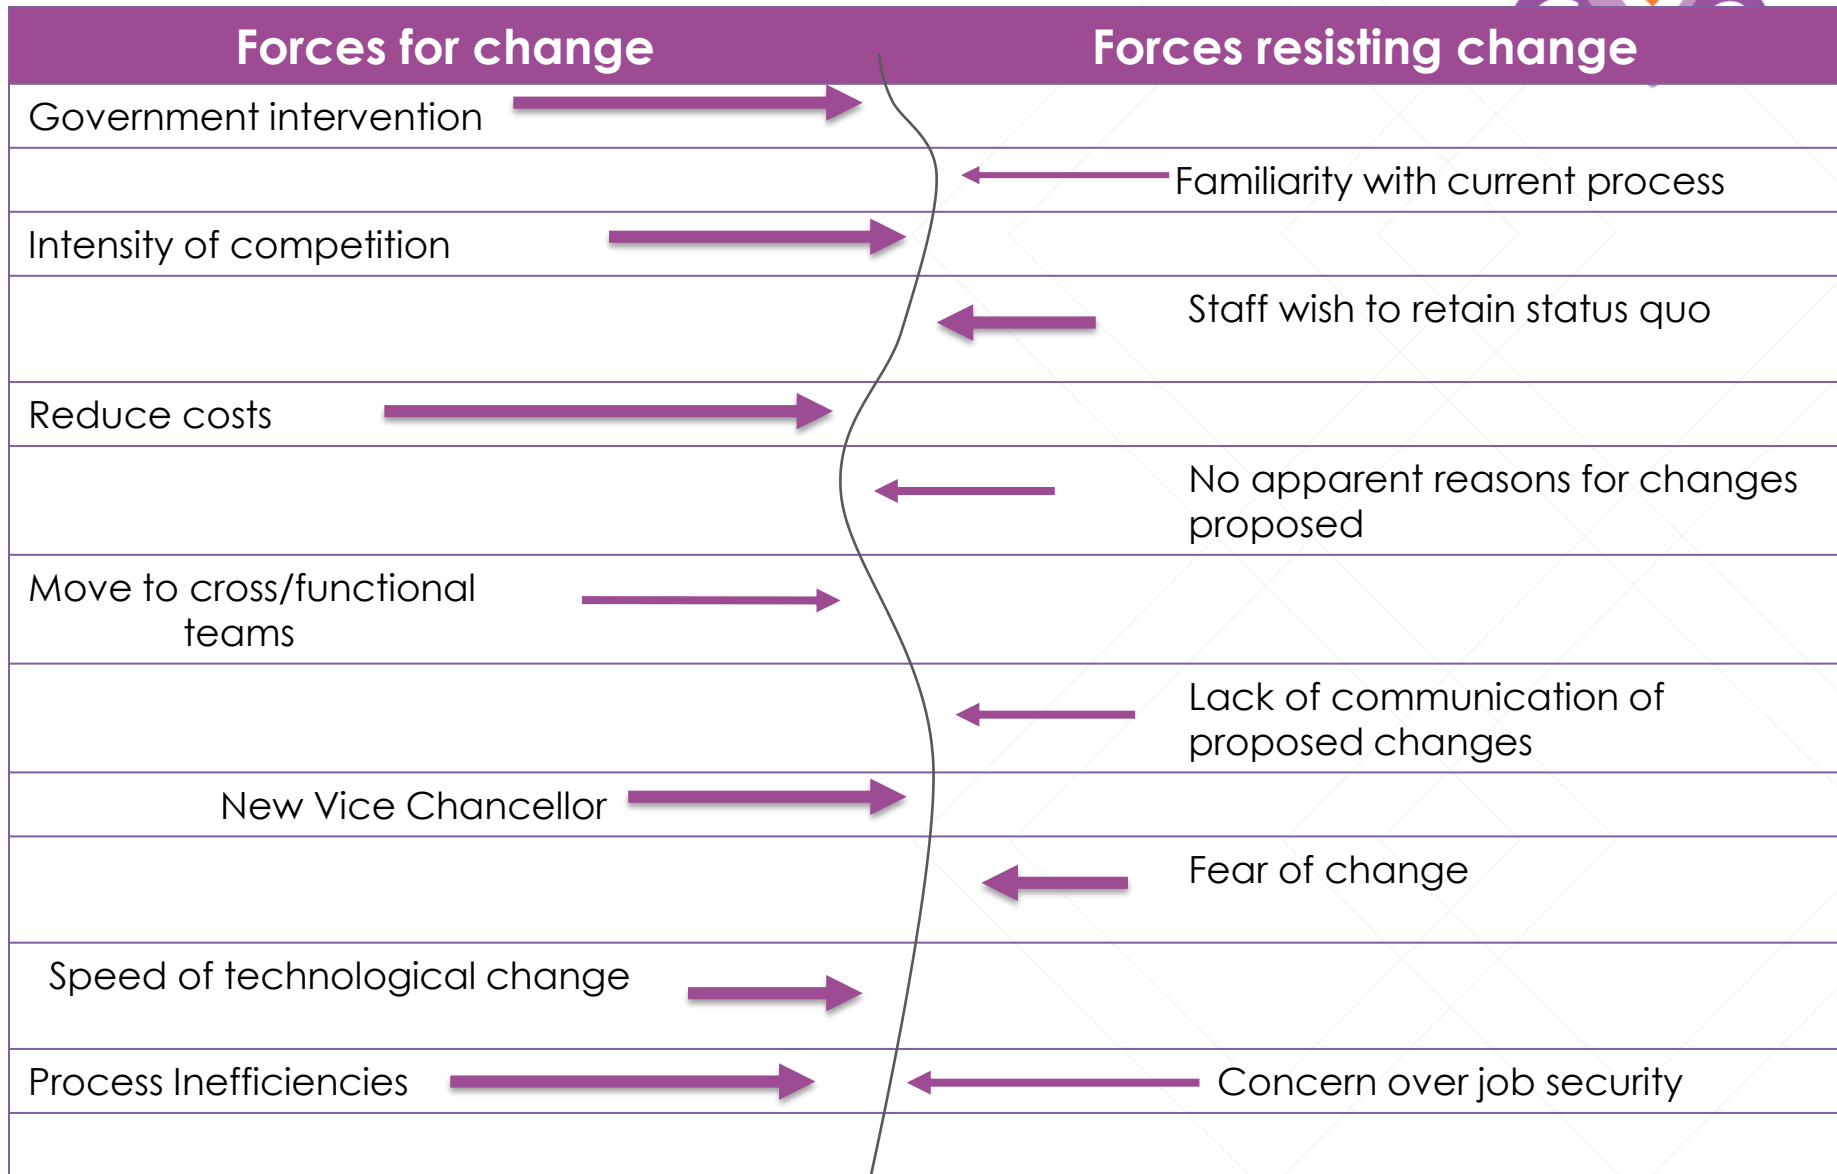 Forces for change
Forces resisting change
Government intervention
Familiarity with current process
Intensity of competition
Staff wish to retain status quo
Reduce costs
No apparent reasons for changes
proposed
Move to cross/functional
teams
Lack of communication of
proposed changes
New Vice Chancellor
Fear of change
Speed of technological change
Process Inefficiencies
Concern over job security